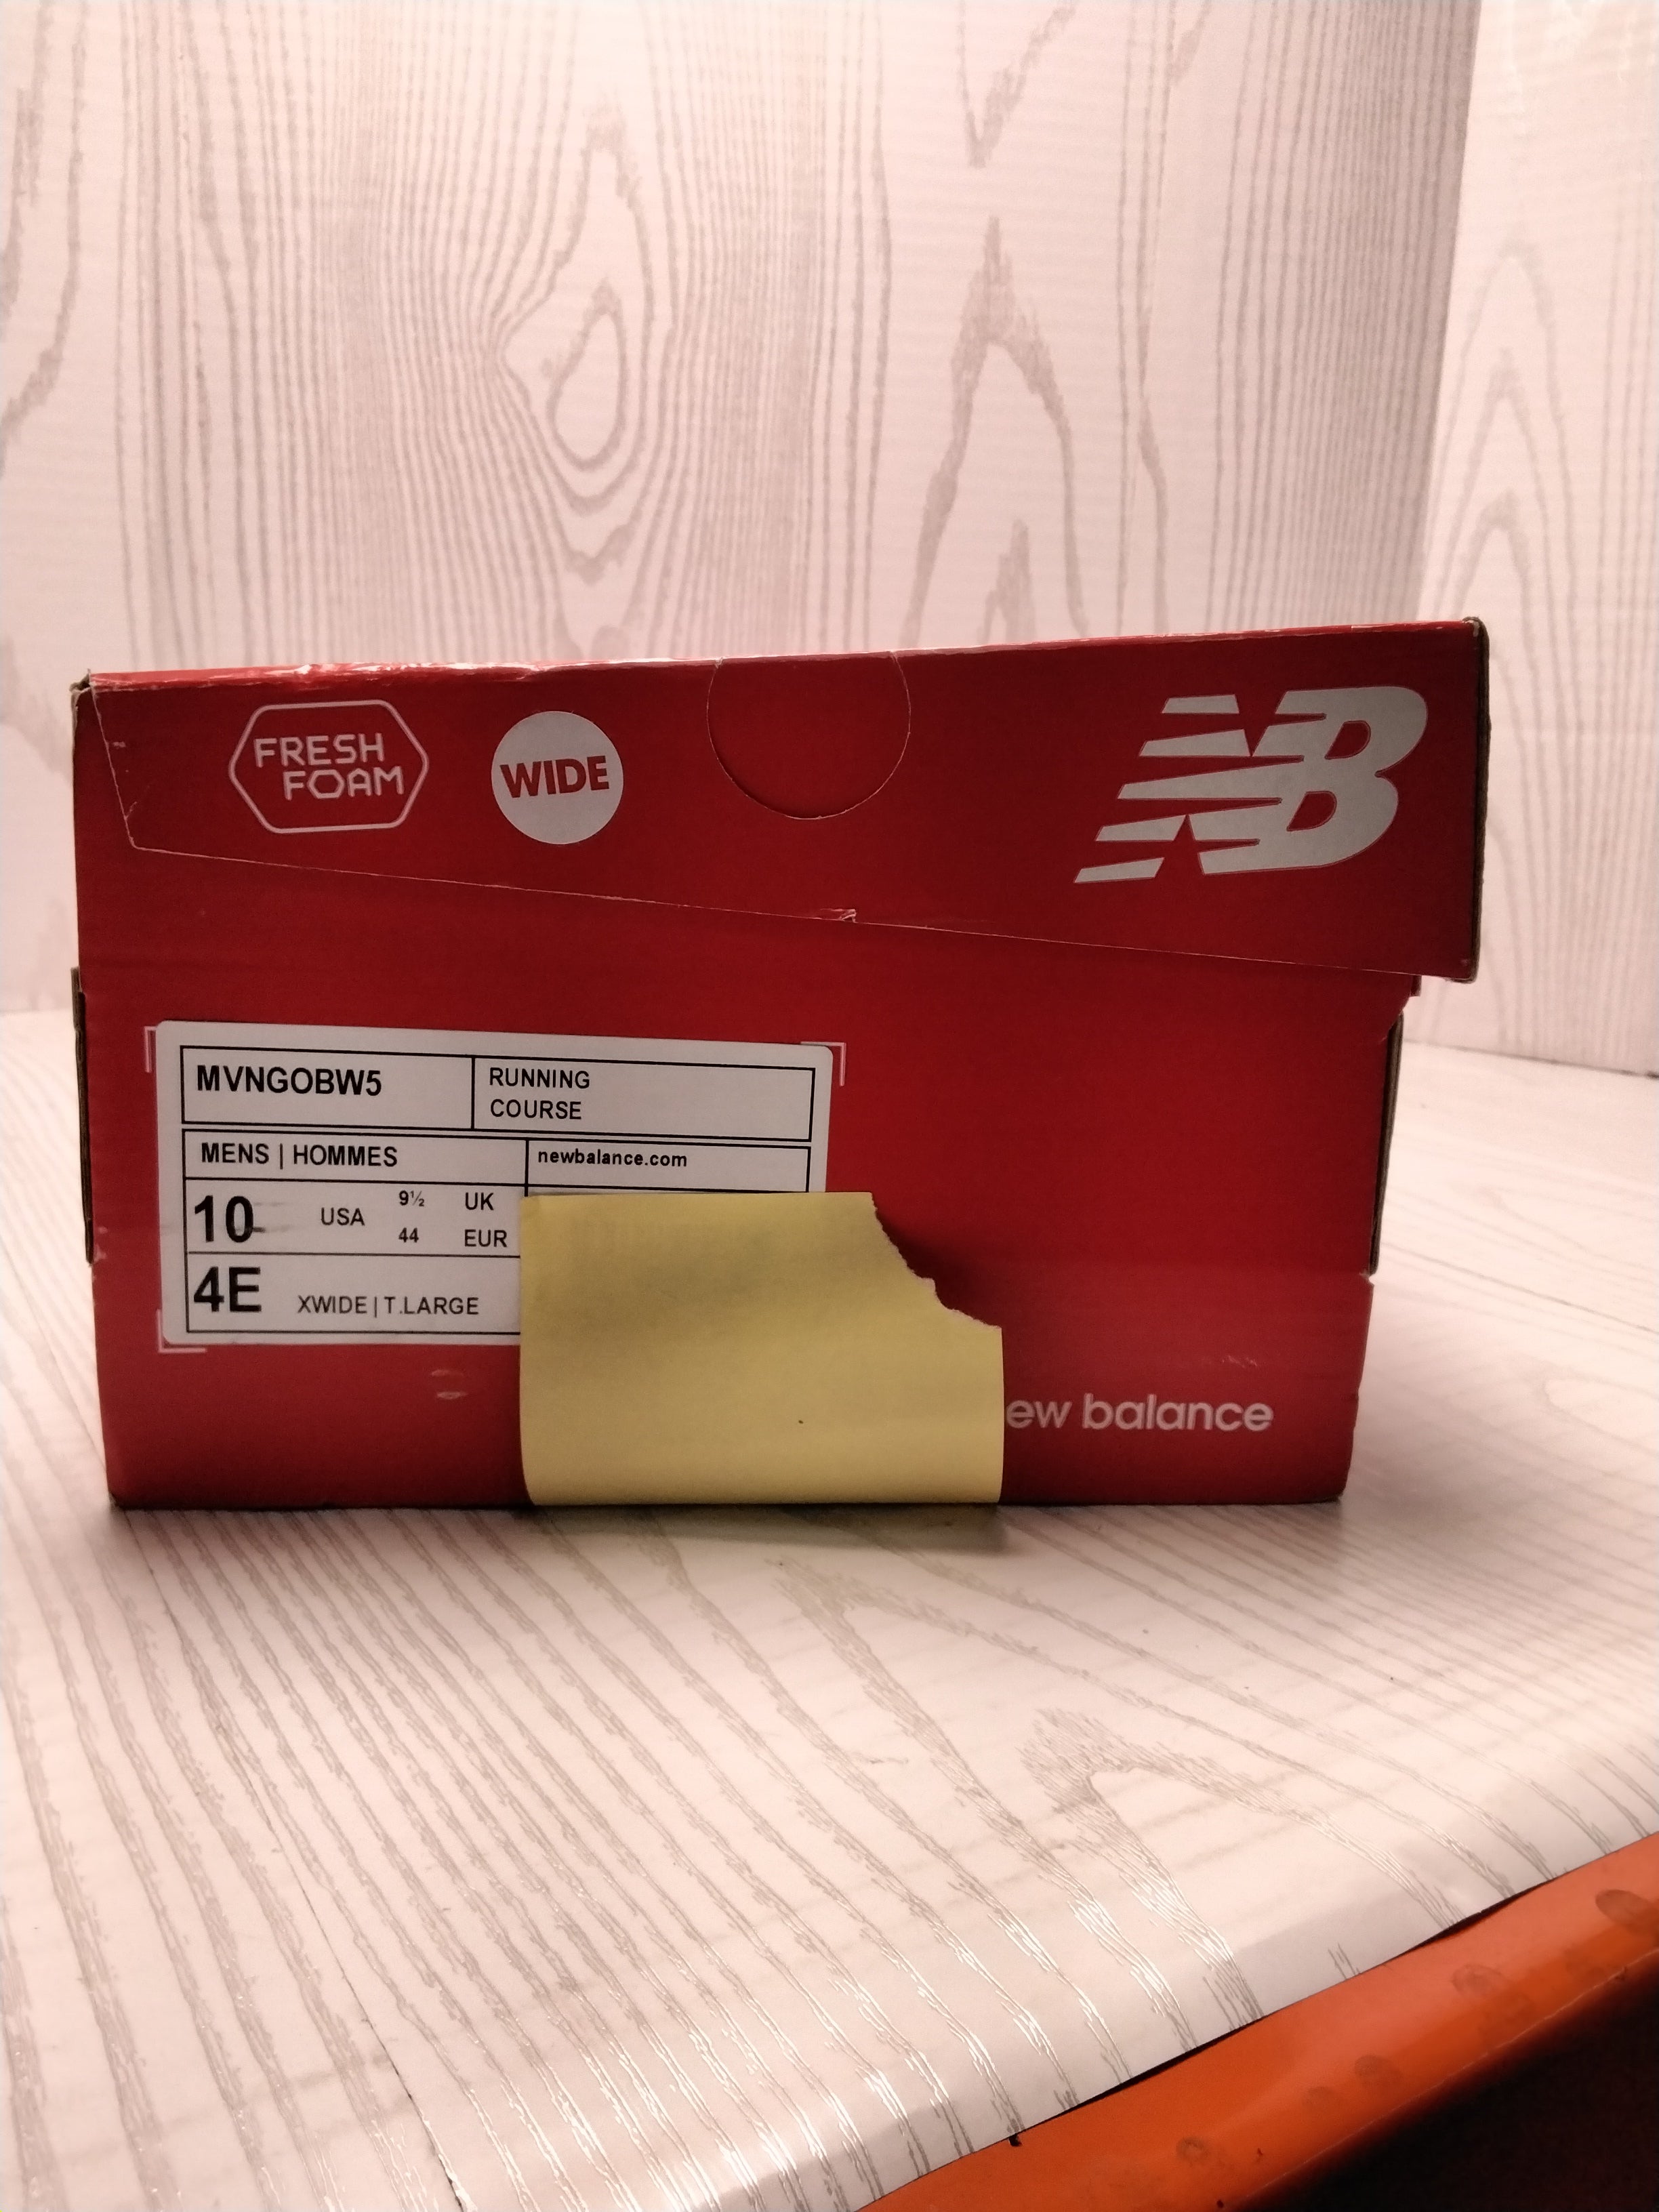 FRESH
FOAM
WIDE
NB
MVNGOBW5
RUNNING
COURSE
MENS | HOMMES
newbalance.com
10 USA 9½ UK
44 EUR
4E XWIDE | T.LARGE
ew balance